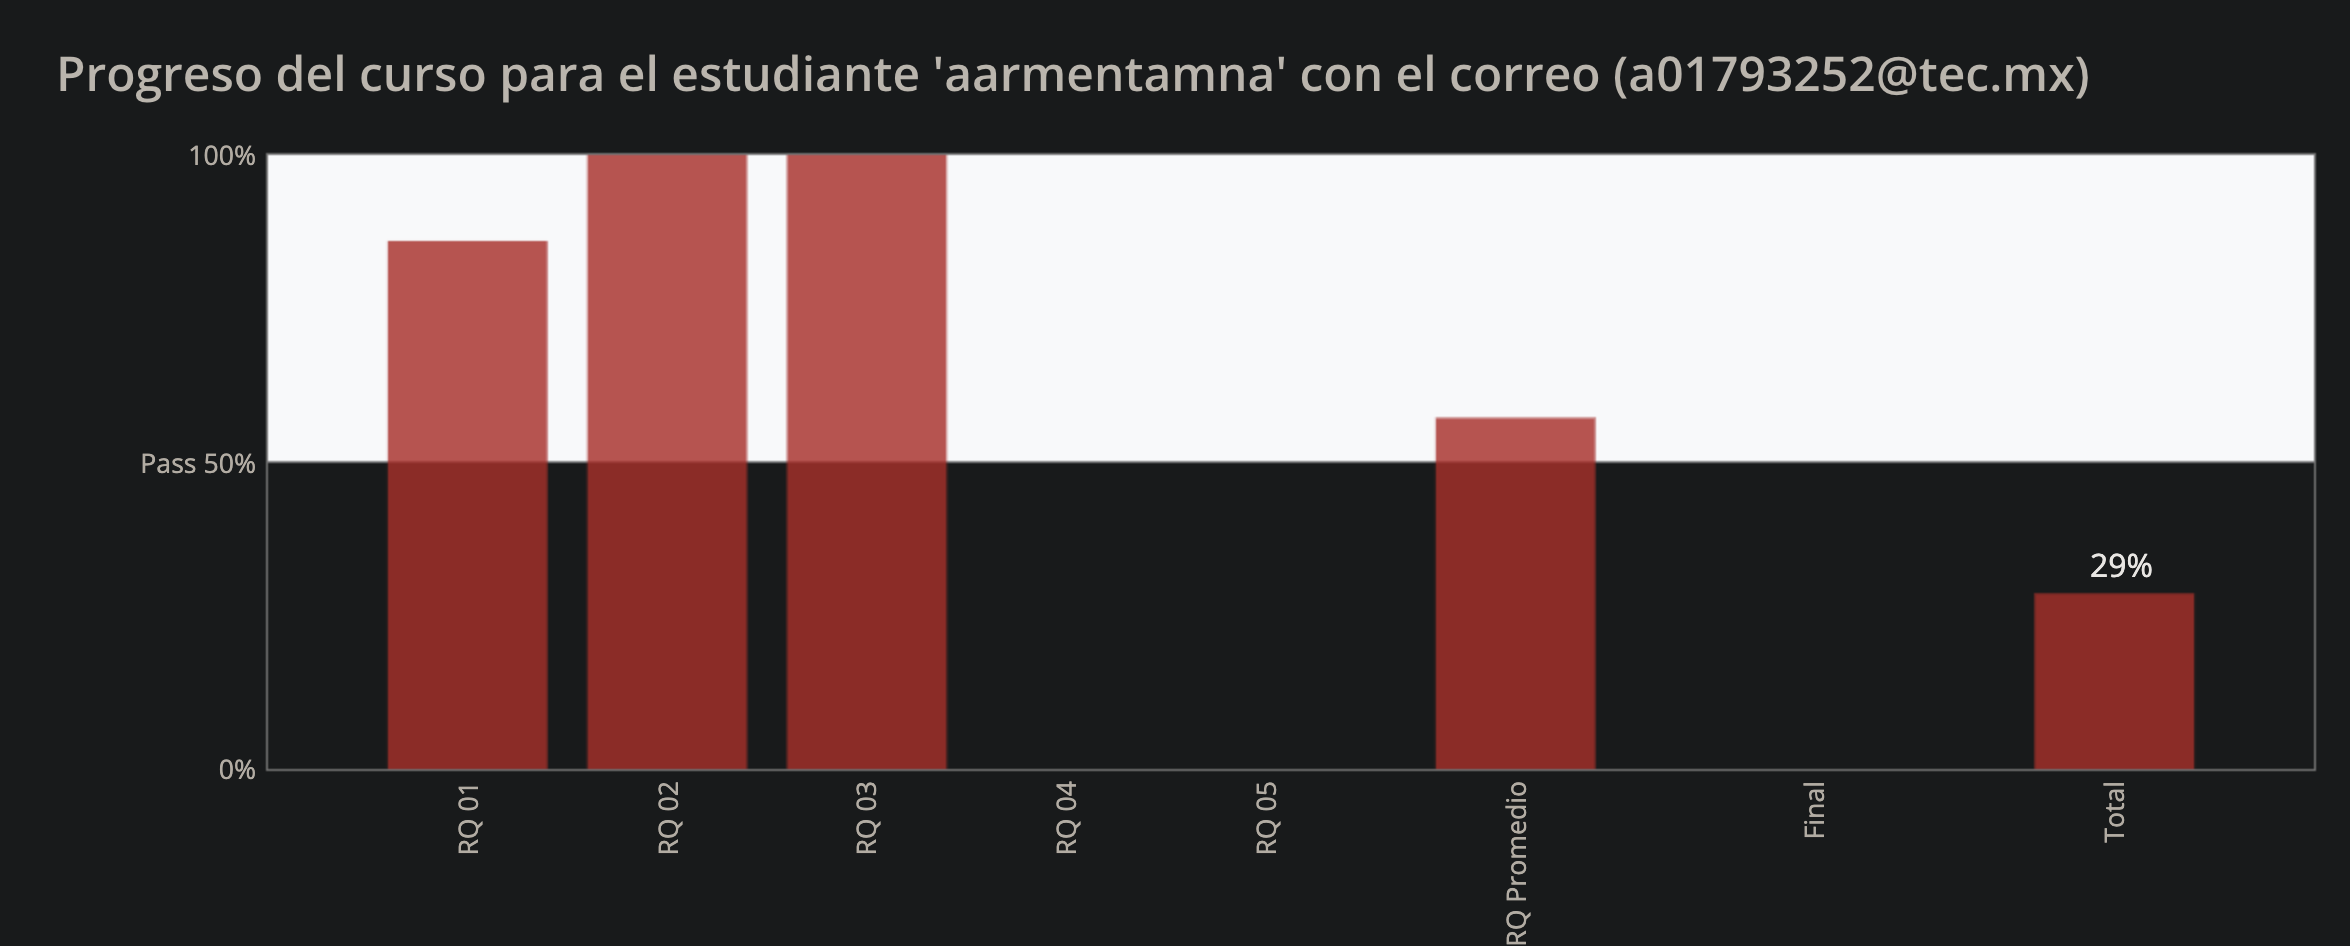 Progreso del curso para el estudiante 'aarmentamna' con el correo (a01793252@tec.mx)
100%
Pass 50%
0%
29%
RQ 01
RQ 02
RQ 03
RQ 04
RQ 05
RQ Promedio
Final
Total